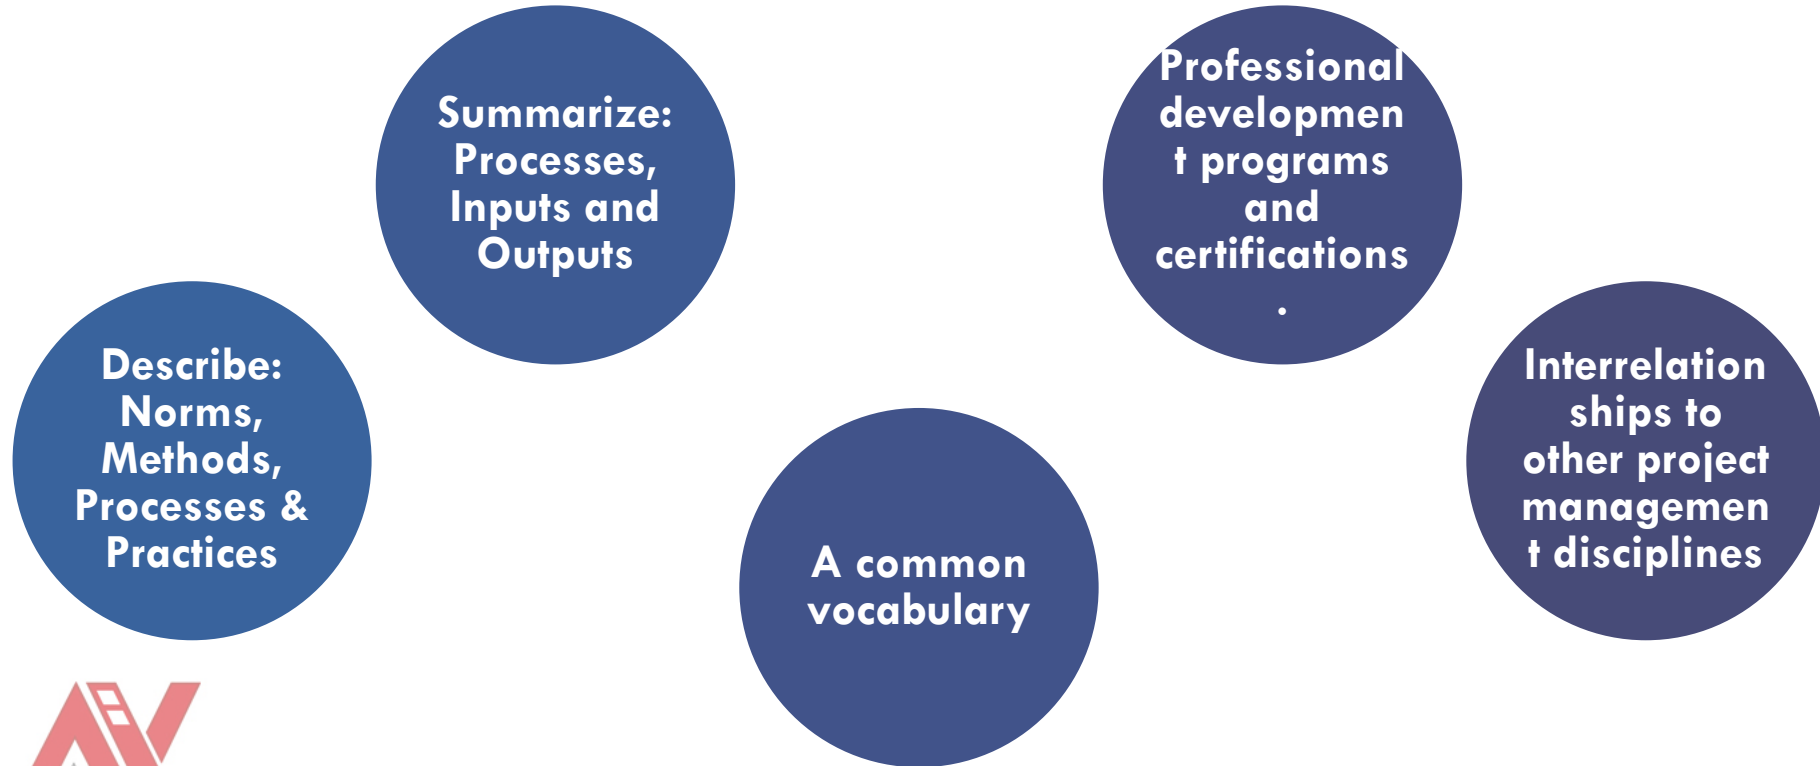 Describe:
Norms,
Methods,
Processes &
Practices
Summarize:
Processes,
Inputs and
Outputs
A common
vocabulary
Professional
developmen
t programs
and
certifications
.
Interrelation
ships to
other project
managemen
t disciplines